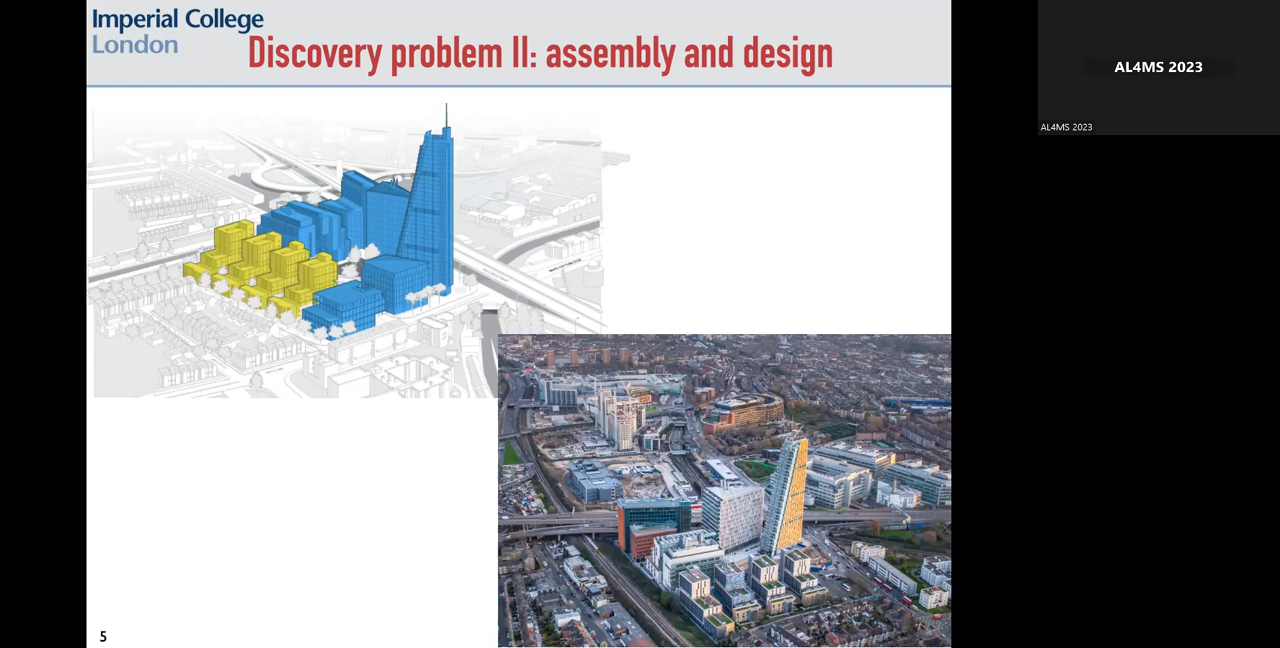 Imperial College
London
Discovery problem II: assembly and design
AL4MS 2023
AL4MS 2023
5